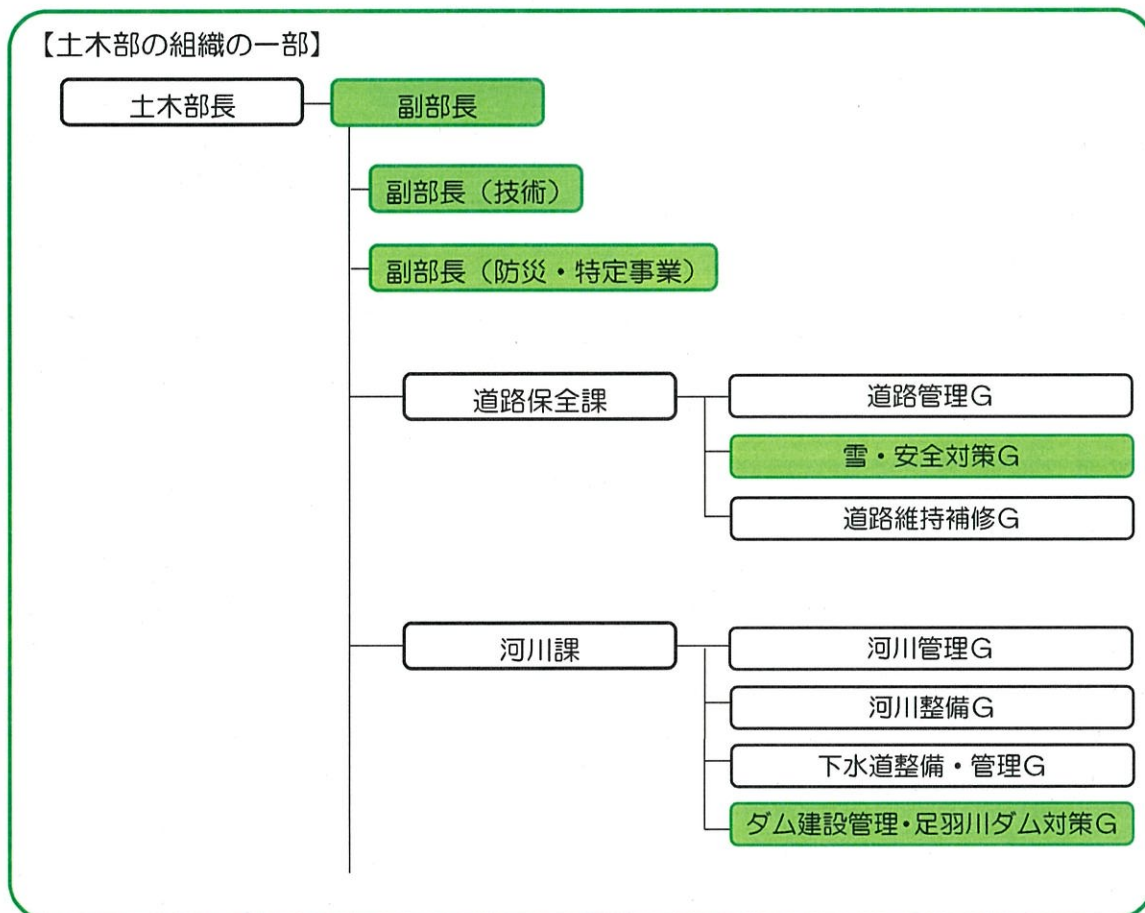 【土木部の組織の一部】
土木部長
副部長
副部長（技術）
副部長（防災・特定事業）
道路保全課
道路管理G
雪・安全対策G
道路維持補修G
河川課
河川管理G
河川整備G
下水道整備・管理G
ダム建設管理・足羽川ダム対策G